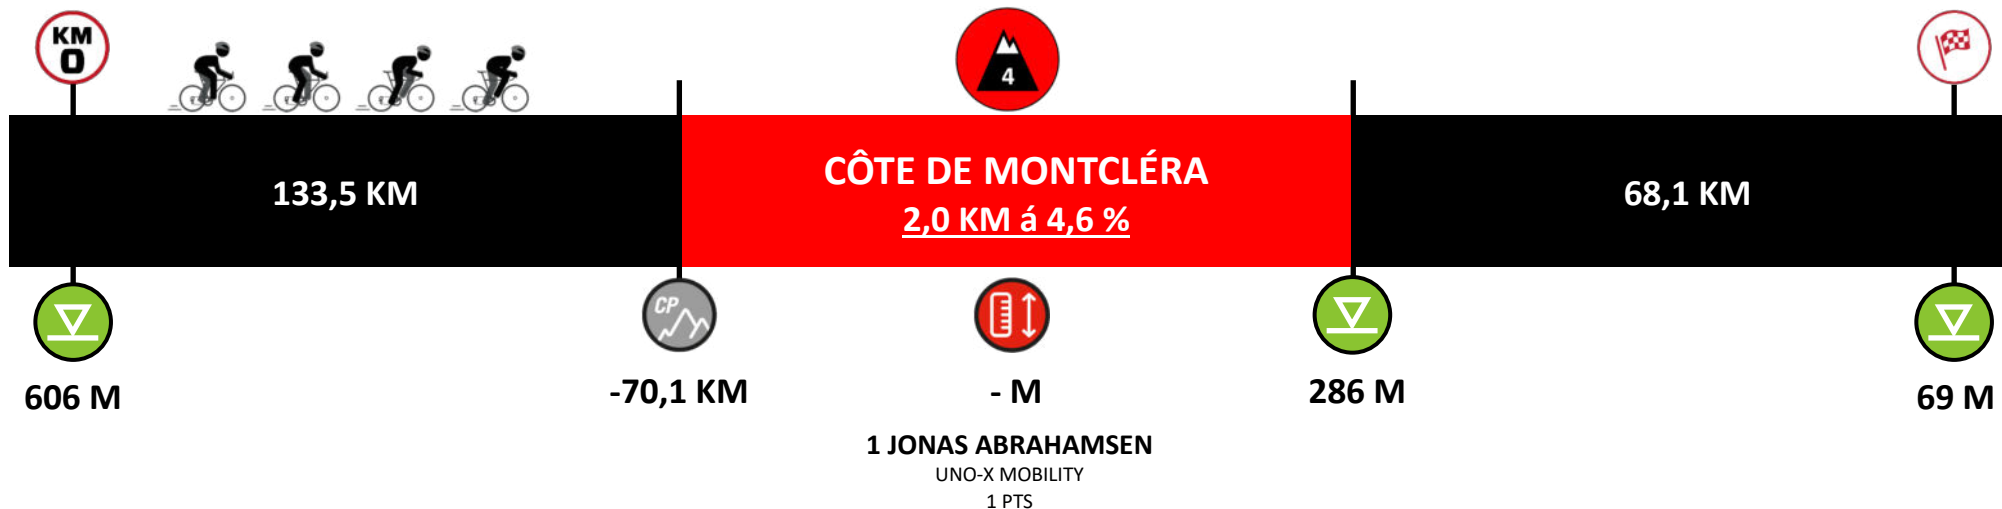 KM
0
4
133,5 KM
CÔTE DE MONTCLÉRA
2,0 KM á 4,6 %
68,1 KM
CP
606 M
-70,1 KM
- M
286 M
69 M
1 JONAS ABRAHAMSEN
UNO-X MOBILITY
1 PTS